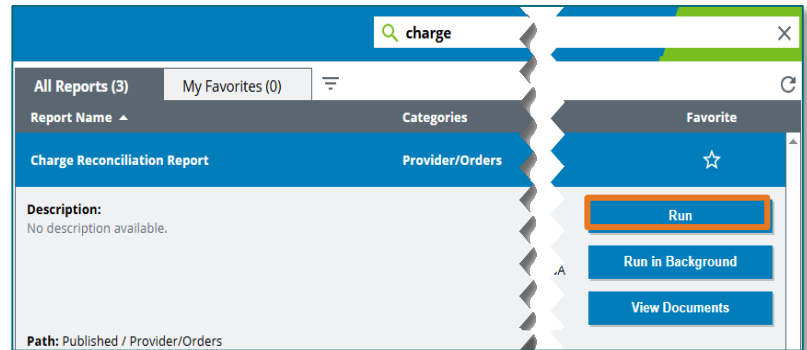 charge
All Reports (3) My Favorites (0)
Report Name Categories Favorite
Charge Reconciliation Report Provider/Orders
Description:
No description available.
Run
Run in Background
View Documents
Path: Published / Provider/Orders